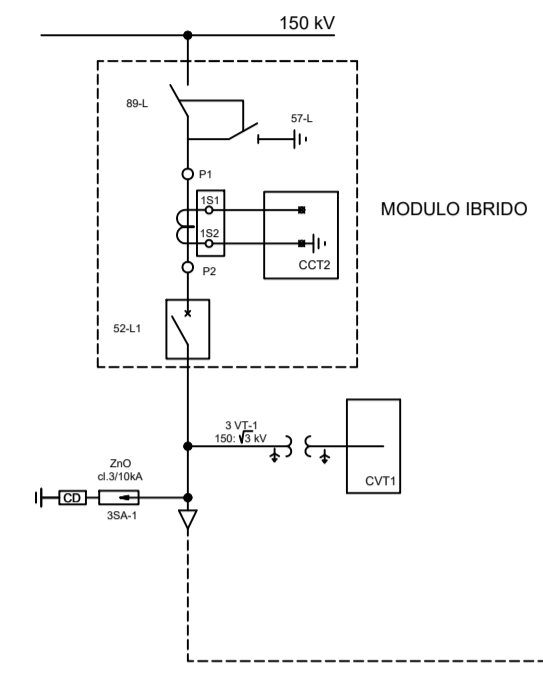 150 kV
89-L
57-L
P1
1S1
1S2
CCT2
P2
MODULO IBRIDO
52-L1
3 VT-1
150: √3 kV
CVT1
ZnO
cl.3/10kA
CD
3SA-1